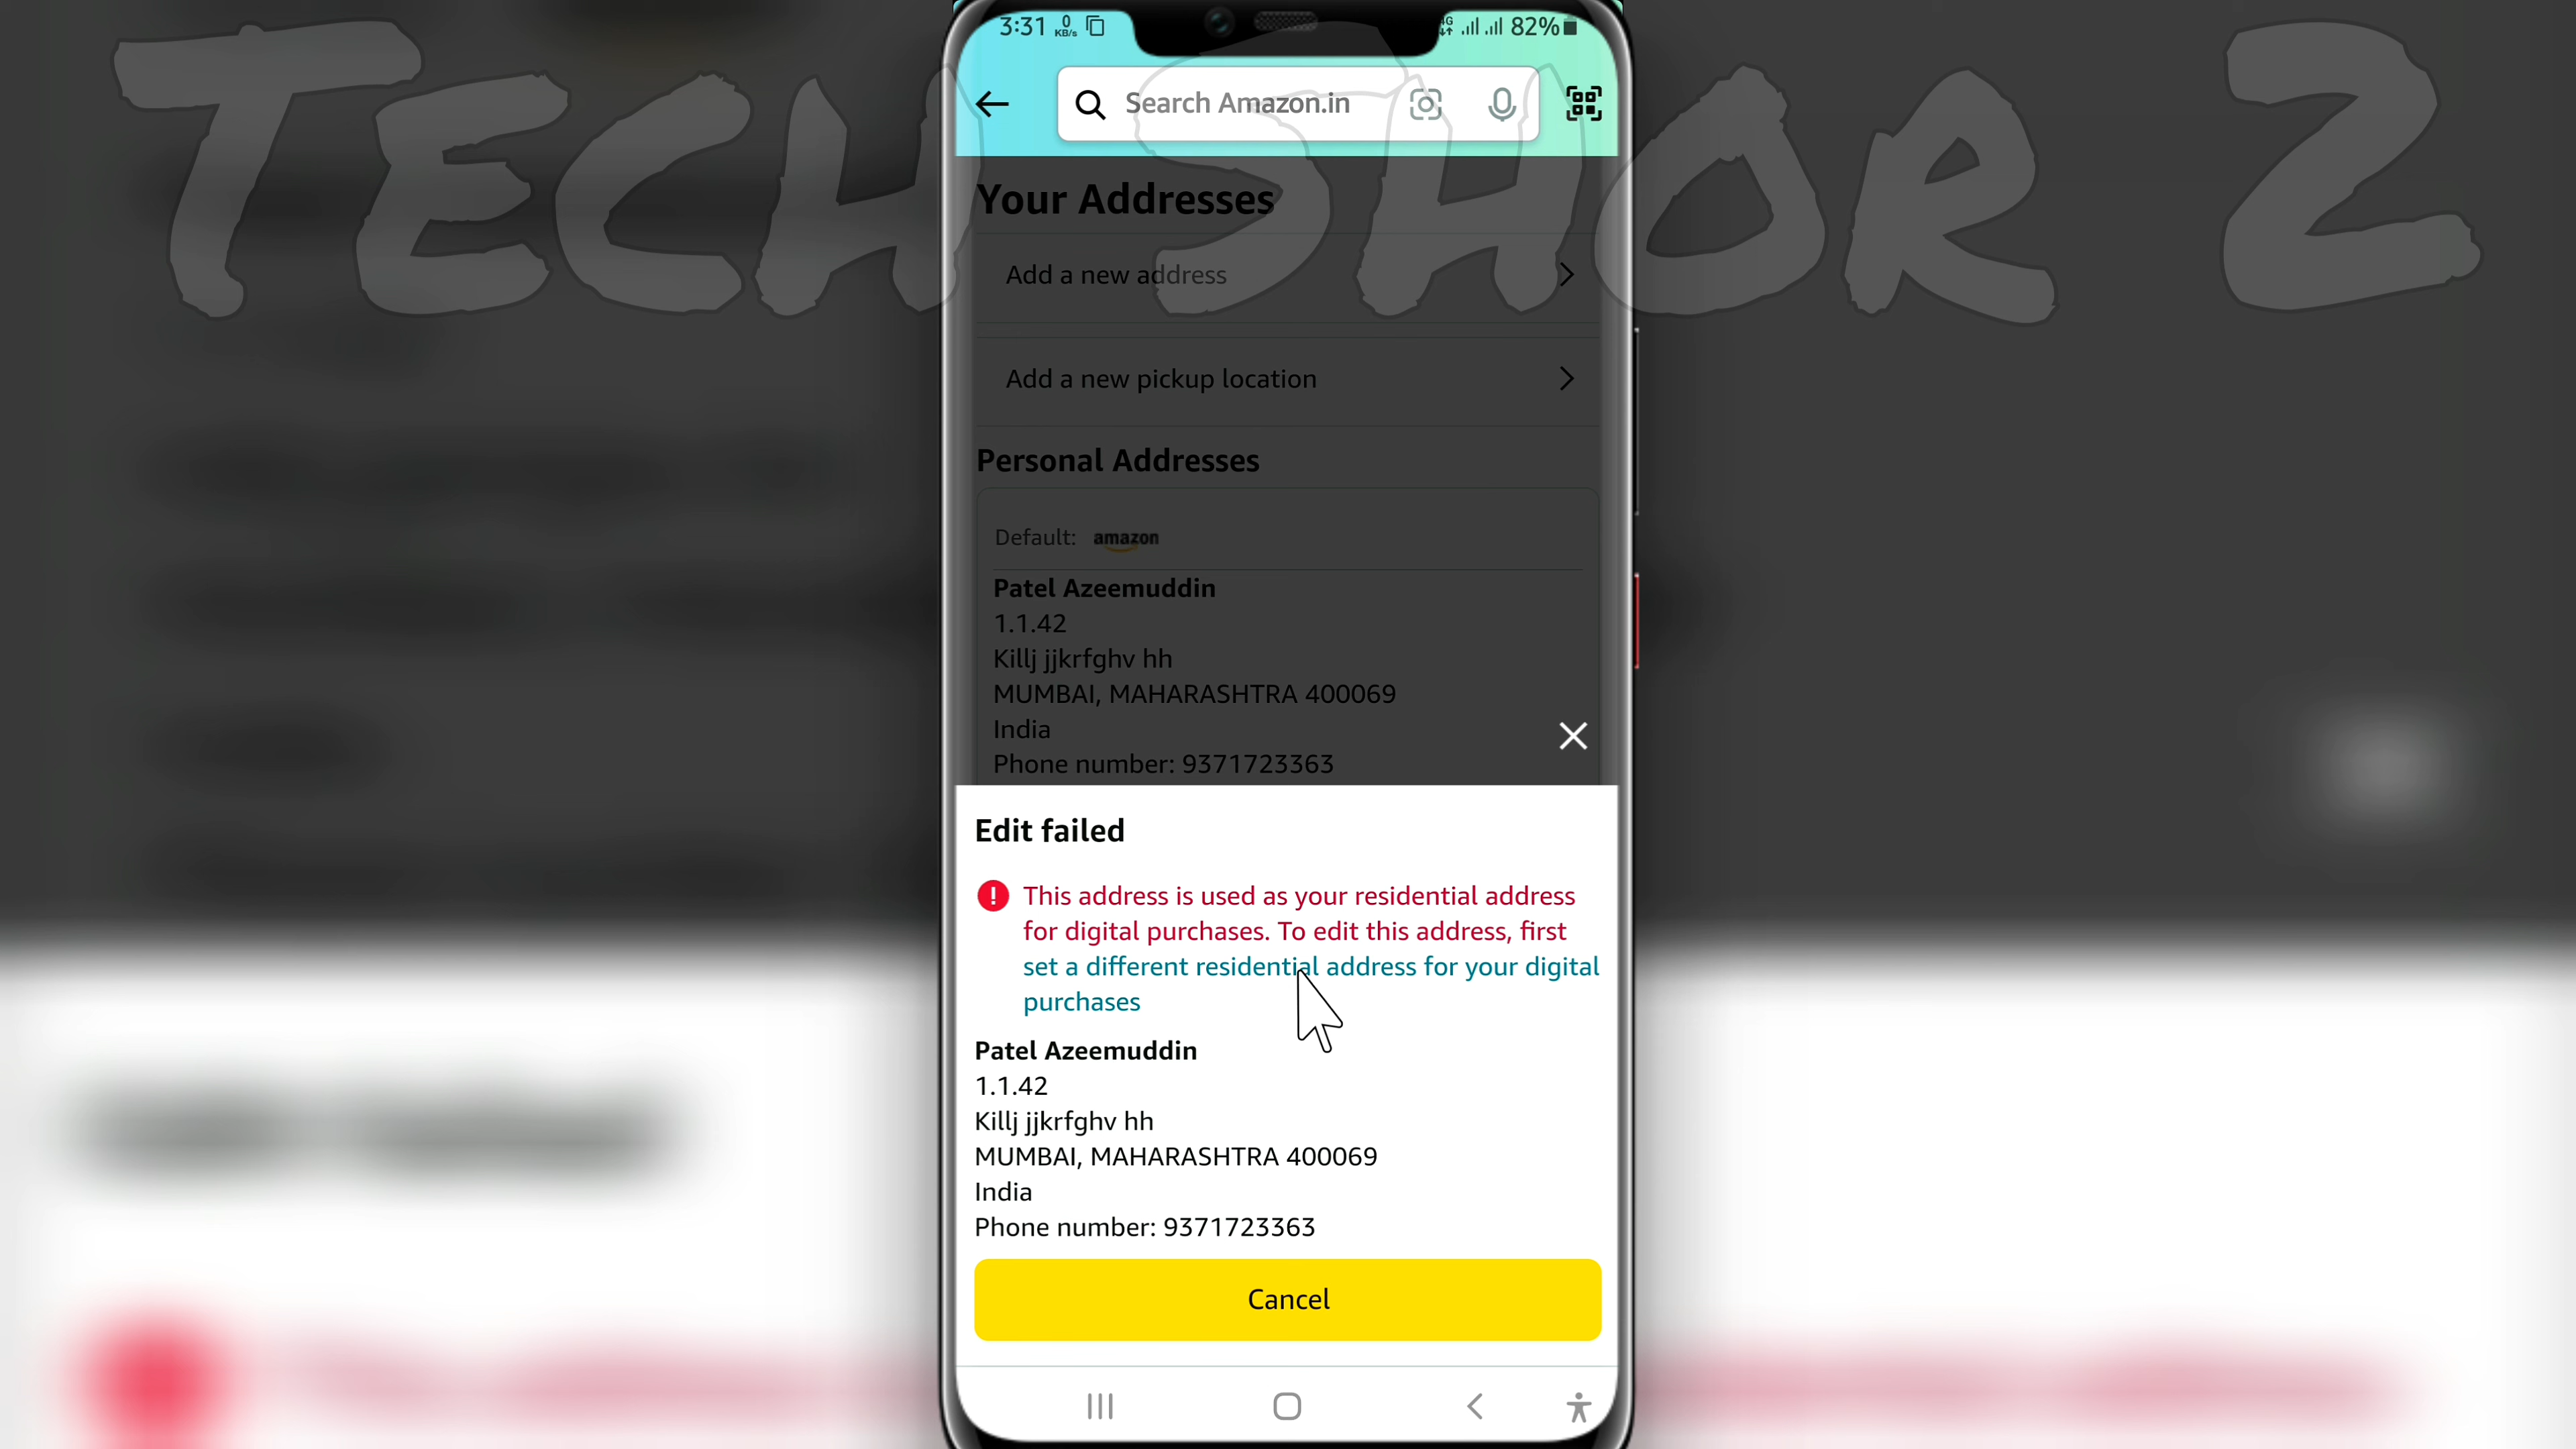 TECH SHOR 2
3:31 0 KB/s 4G 82%
Search Amazon.in
Your Addresses
Add a new address
Add a new pickup location
Personal Addresses
Default: amazon
Patel Azeemuddin
1.1.42
Killj jjkrfghv hh
MUMBAI, MAHARASHTRA 400069
India
Phone number: 9371723363
Edit failed
This address is used as your residential address
for digital purchases. To edit this address, first
set a different residential address for your digital
purchases
Patel Azeemuddin
1.1.42
Killj jjkrfghv hh
MUMBAI, MAHARASHTRA 400069
India
Phone number: 9371723363
Cancel